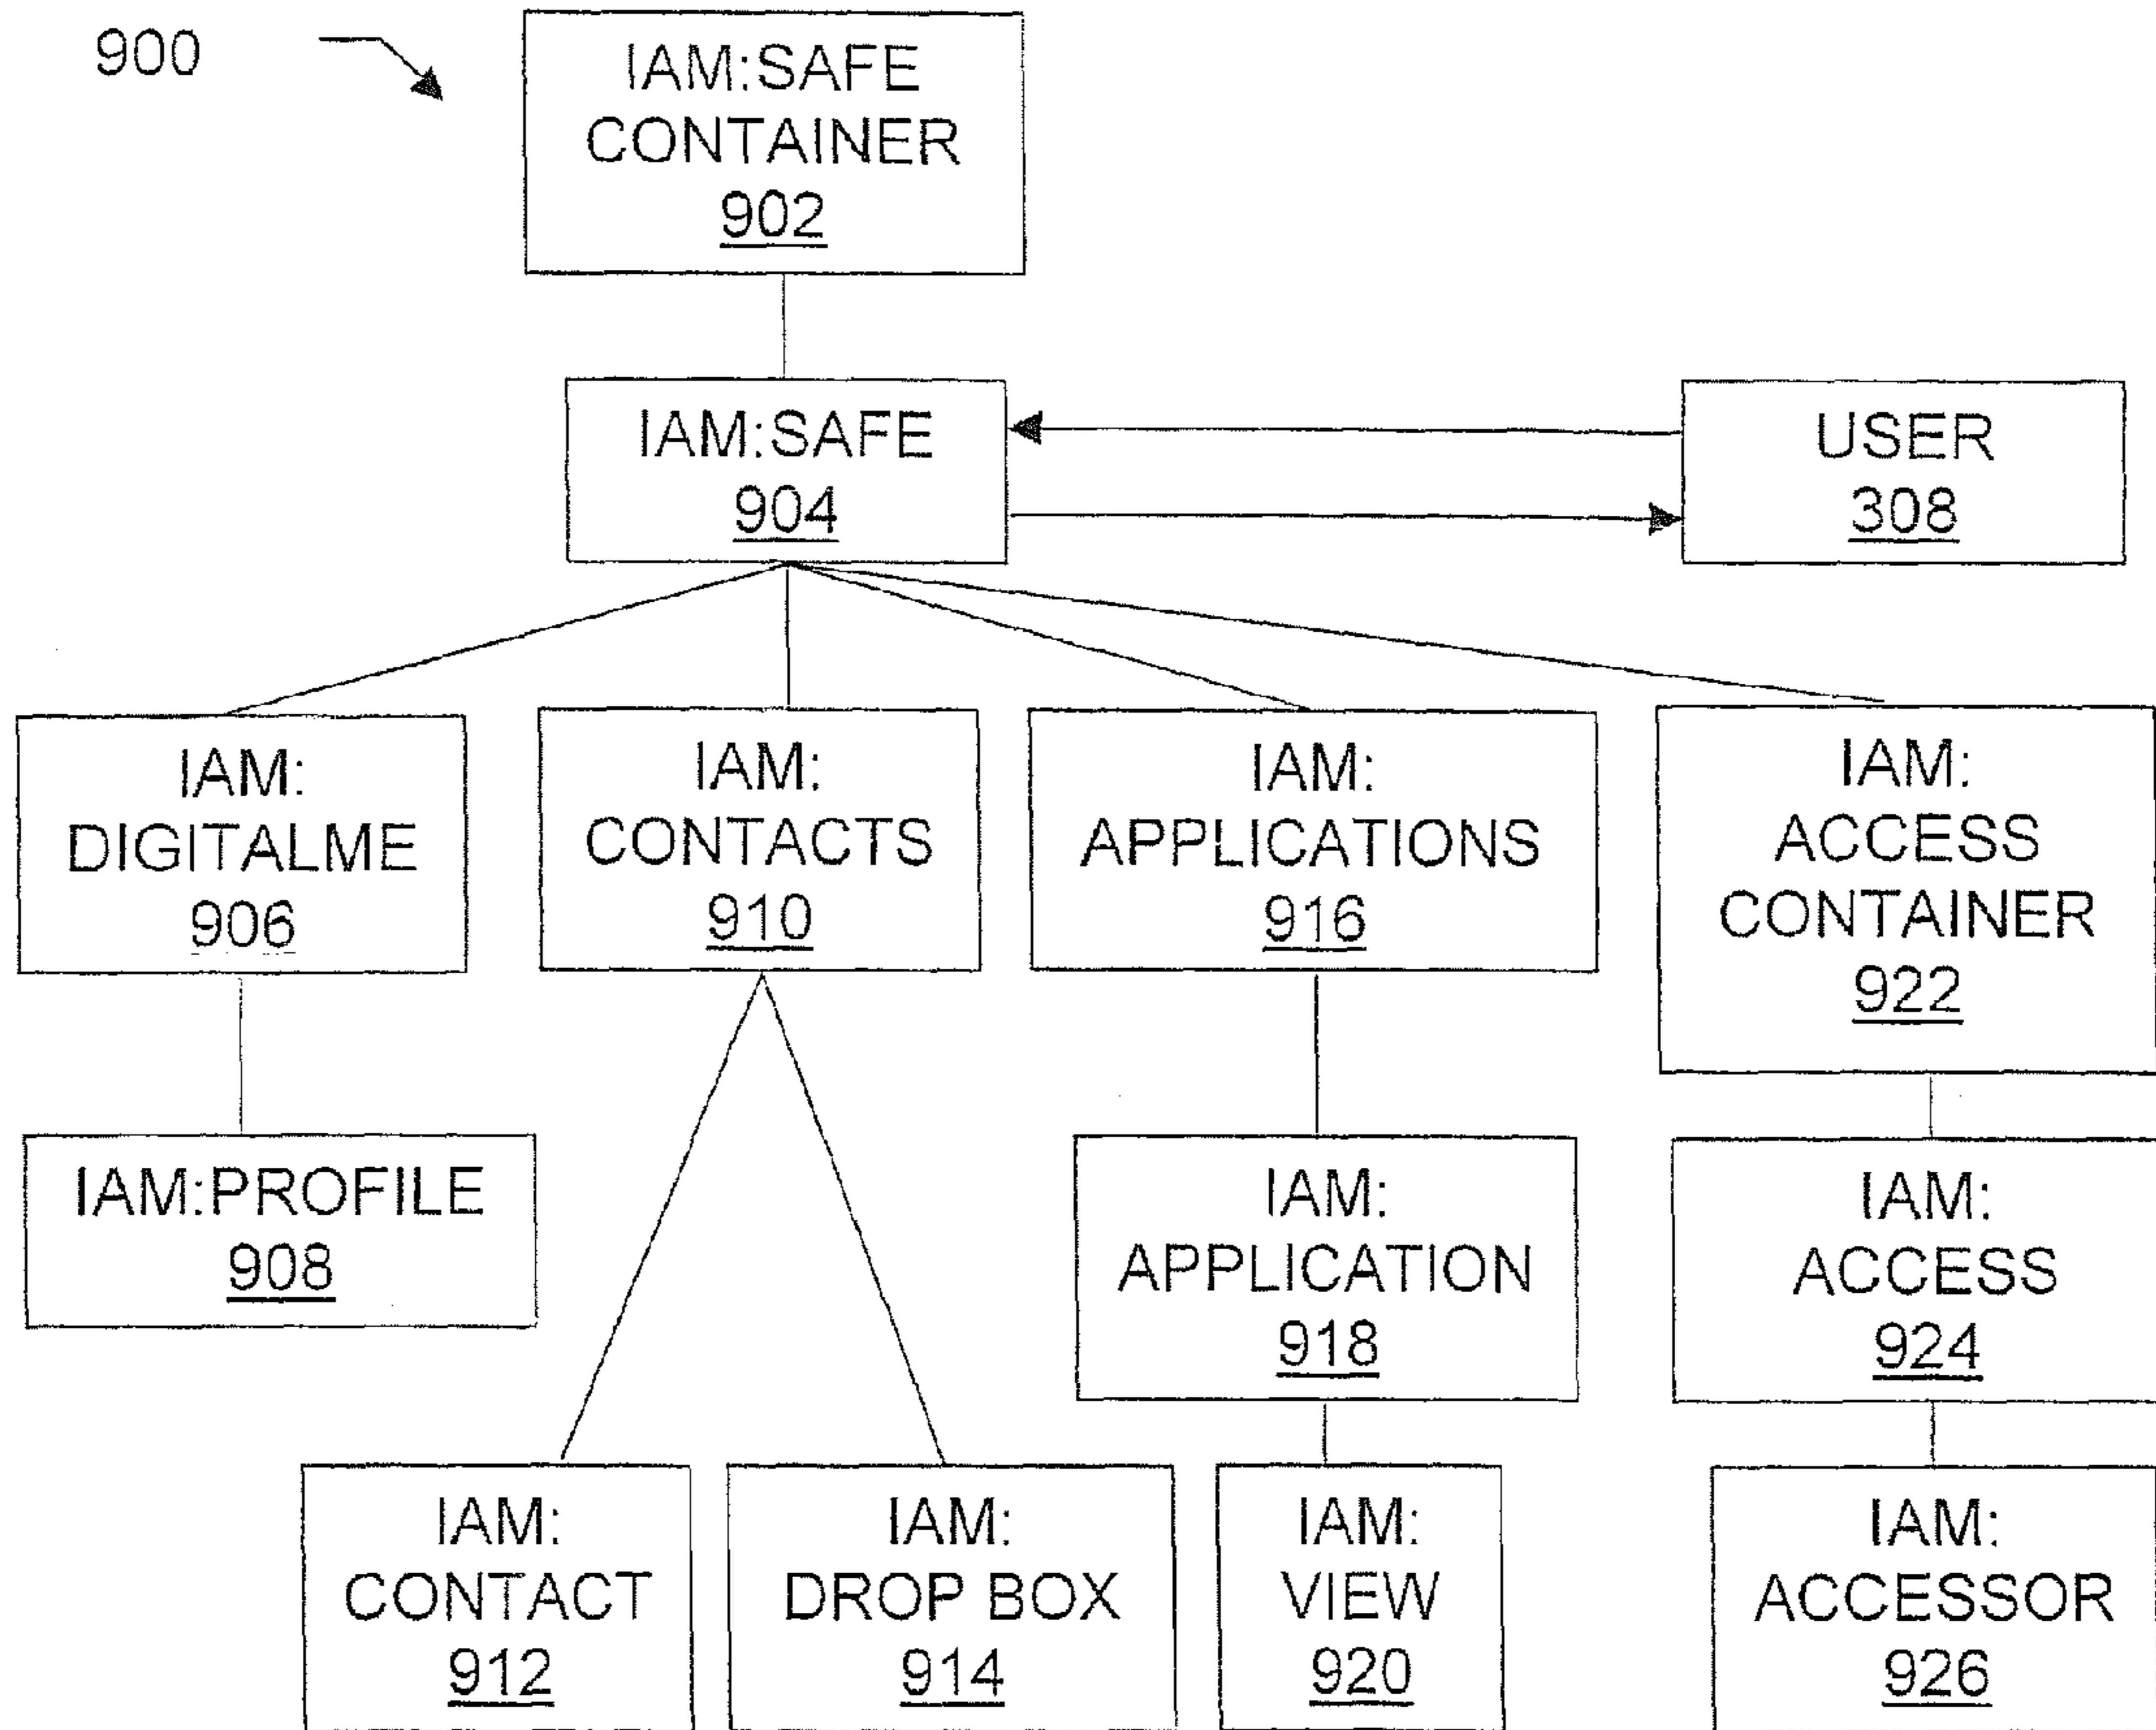 900
IAM:SAFE
CONTAINER
902
IAM:SAFE
904
USER
308
IAM:
DIGITALME
906
IAM:
CONTACTS
910
IAM:
APPLICATIONS
916
IAM:
ACCESS
CONTAINER
922
IAM:PROFILE
908
IAM:
APPLICATION
918
IAM:
ACCESS
924
IAM:
CONTACT
912
IAM:
DROP BOX
914
IAM:
VIEW
920
IAM:
ACCESSOR
926